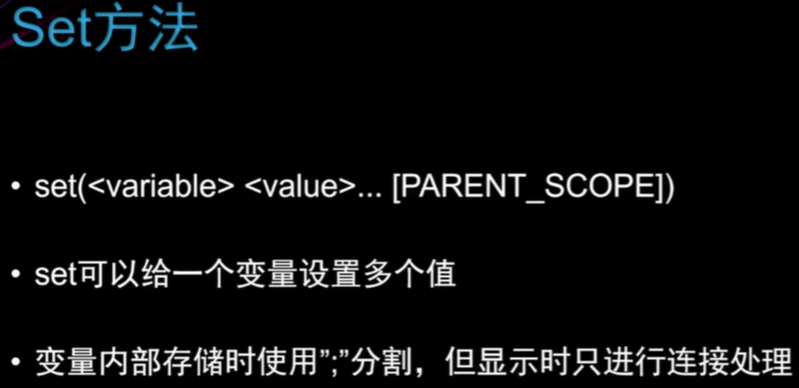 Set方法
• set(<variable> <value>... [PARENT_SCOPE])
• set可以给一个变量设置多个值
• 变量内部存储时使用”;”分割，但显示时只进行连接处理